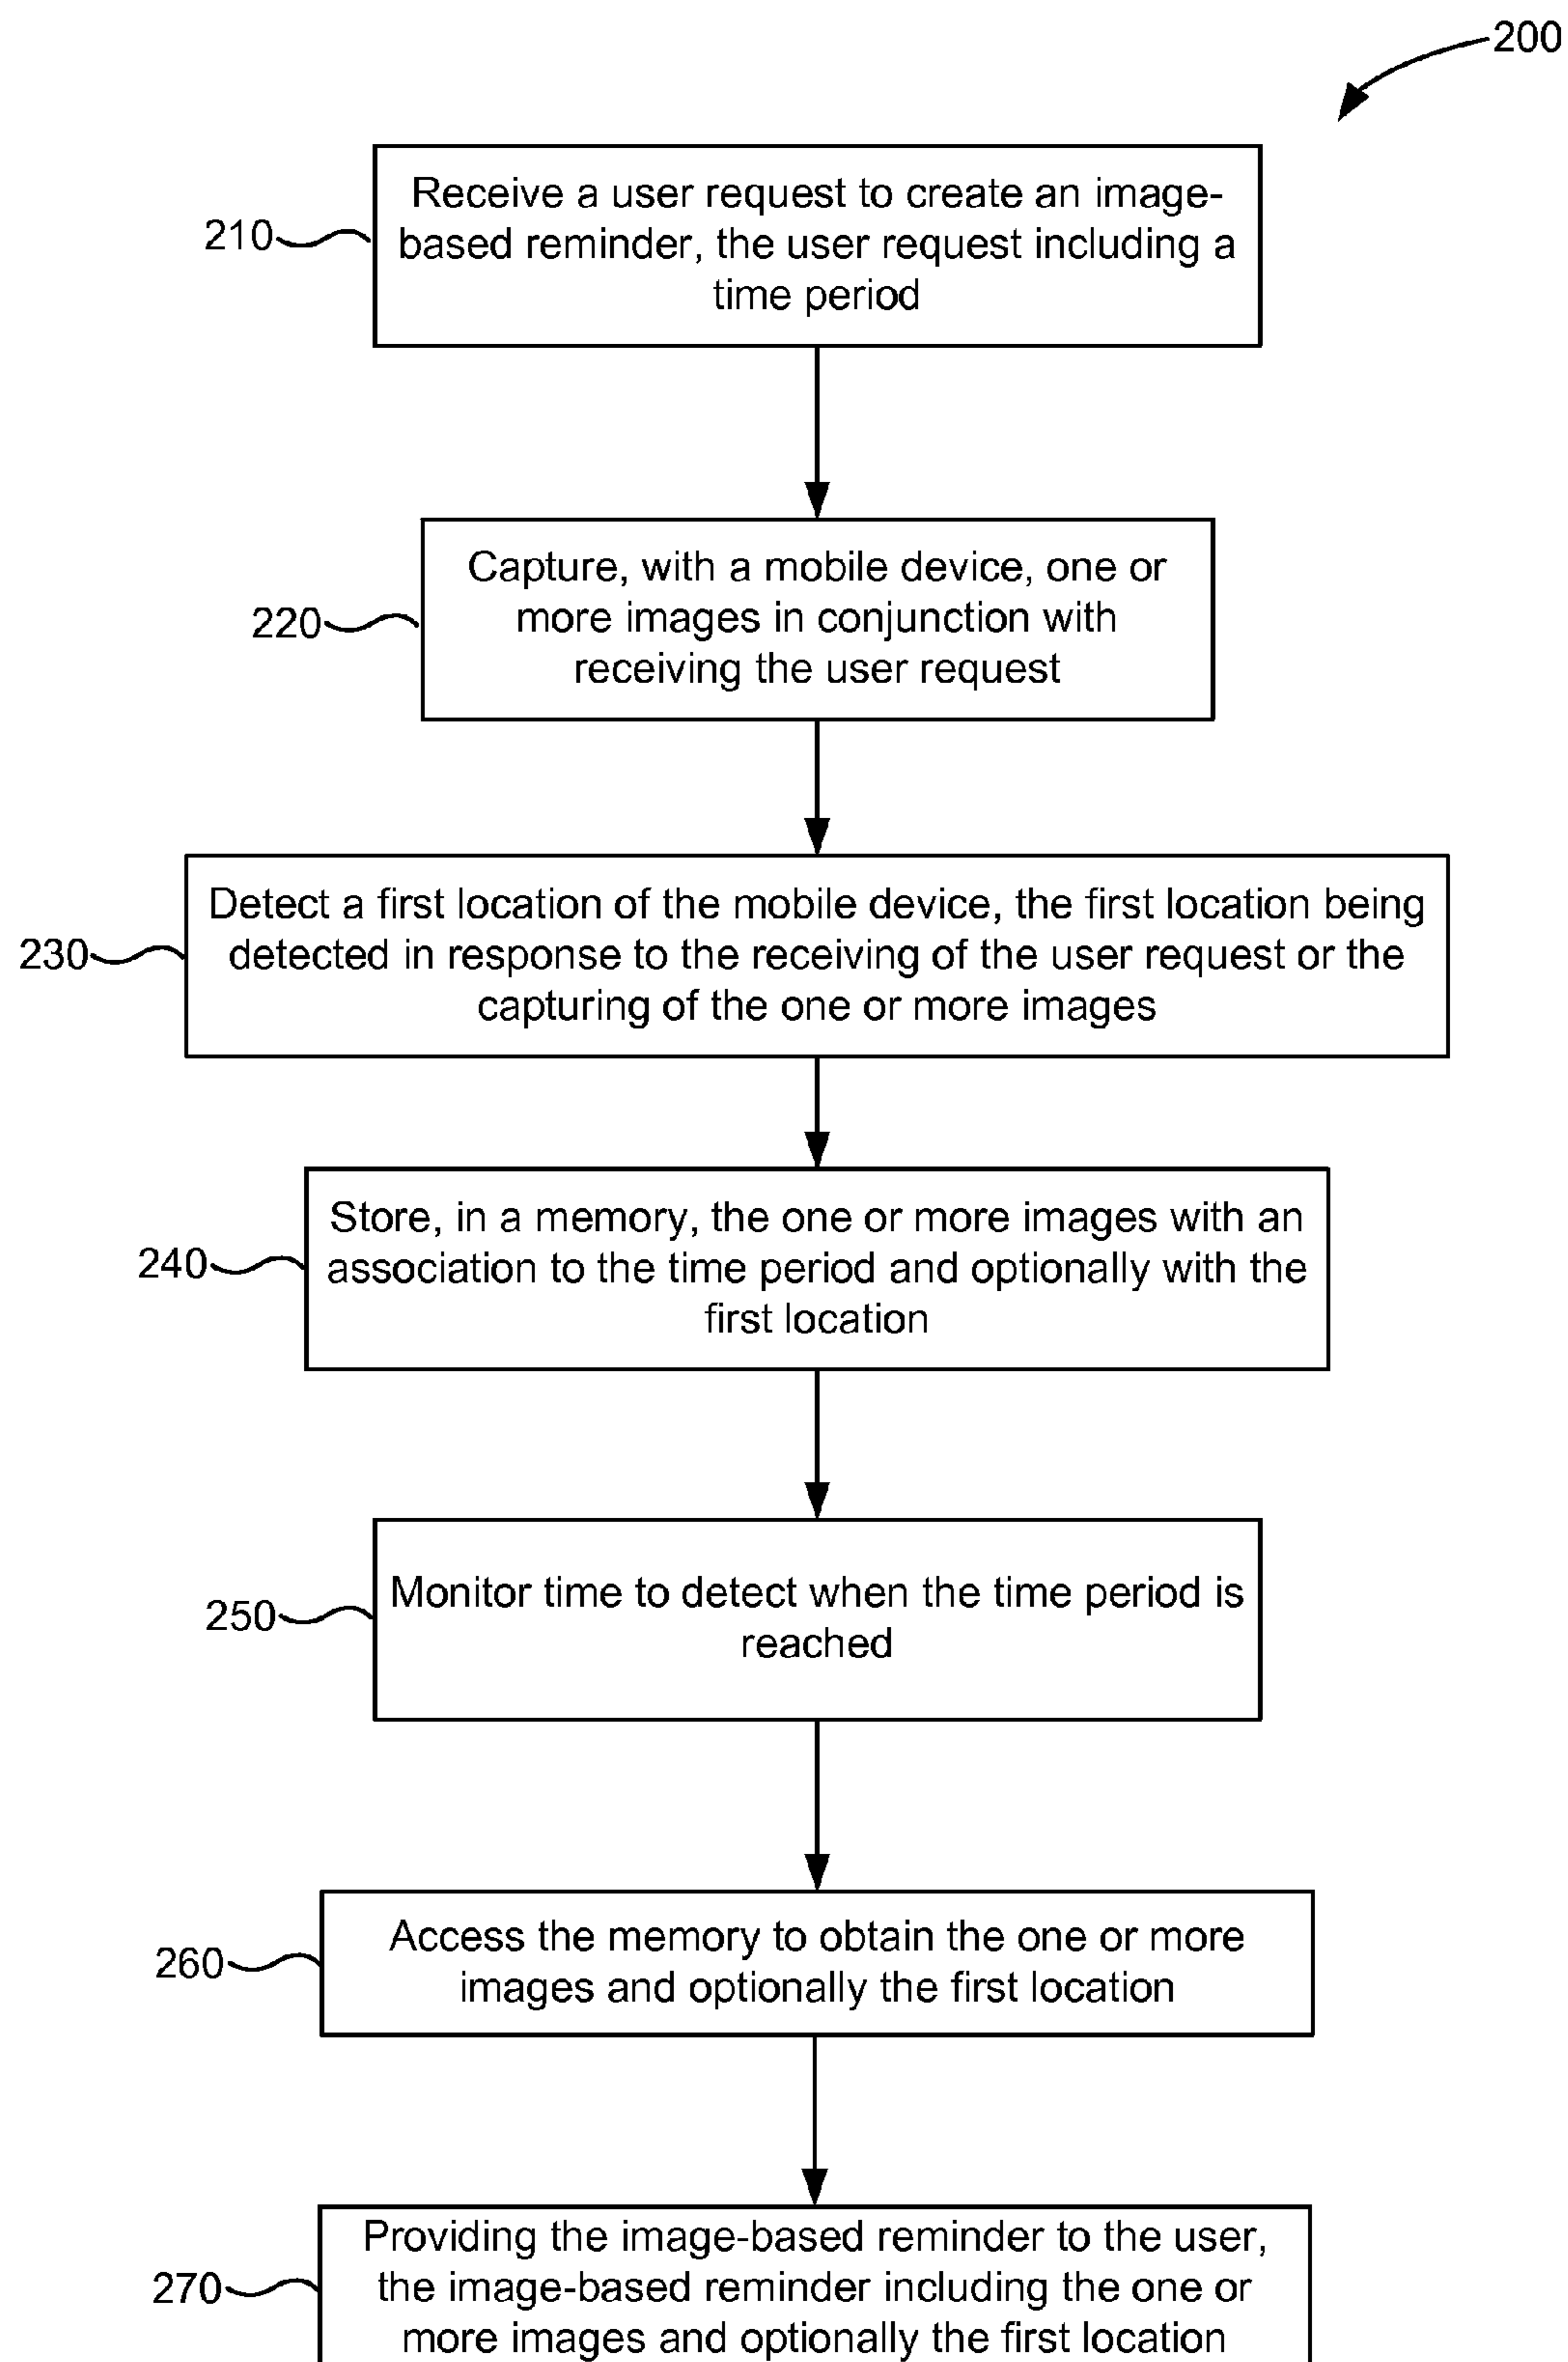 200
210
Receive a user request to create an image-
based reminder, the user request including a
time period
220
Capture, with a mobile device, one or
more images in conjunction with
receiving the user request
230
Detect a first location of the mobile device, the first location being
detected in response to the receiving of the user request or the
capturing of the one or more images
240
Store, in a memory, the one or more images with an
association to the time period and optionally with the
first location
250
Monitor time to detect when the time period is
reached
260
Access the memory to obtain the one or more
images and optionally the first location
270
Providing the image-based reminder to the user,
the image-based reminder including the one or
more images and optionally the first location